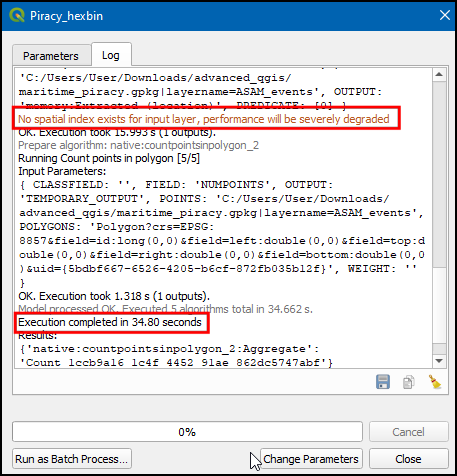 Piracy_hexbin
Parameters
Log
'C:/Users/User/Downloads/advanced_qgis/
maritime_piracy.gpkg|layername=ASAM_events', OUTPUT:
'memory:Extracted (location)', PREDICATE: [0] }
No spatial index exists for input layer, performance will be severely degraded
OK. Execution took 15.993 s (1 outputs).
Prepare algorithm: native:countpointsinpolygon_2
Running Count points in polygon [5/5]
Input Parameters:
{ CLASSFIELD: '', FIELD: 'NUMPOINTS', OUTPUT:
'TEMPORARY_OUTPUT', POINTS: 'C:/Users/User/Downloads/
advanced_qgis/maritime_piracy.gpkg|layername=ASAM_events',
POLYGONS: 'Polygon?crs=EPSG:
8857&field=id:long(0,0)&field=left:double(0,0)&field=top:d
ouble(0,0)&field=right:double(0,0)&field=bottom:double(0,0
)&uid={5bdbf667-6526-4205-b6cf-872fb035b12f}', WEIGHT: ''
}
OK. Execution took 1.318 s (1 outputs).
Model processed OK. Executed 5 algorithms total in 34.662 s.
Execution completed in 34.80 seconds
Results:
{'native:countpointsinpolygon_2:Aggregate':
'Count_1ccb9a16_1c4f_4452_91ae_862dc5747abf'}
0%
Cancel
Run as Batch Process...
Change Parameters
Close